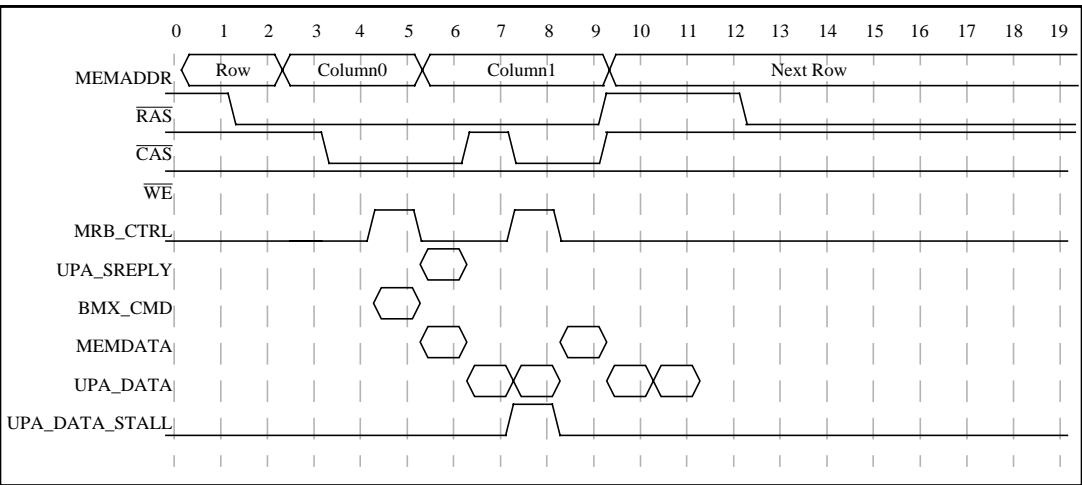 0 1 2 3 4 5 6 7 8 9 10 11 12 13 14 15 16 17 18 19
MEMADDR Row Column0 Column1 Next Row
RAS
CAS
WE
MRB_CTRL
UPA_SREPLY
BMX_CMD
MEMDATA
UPA_DATA
UPA_DATA_STALL